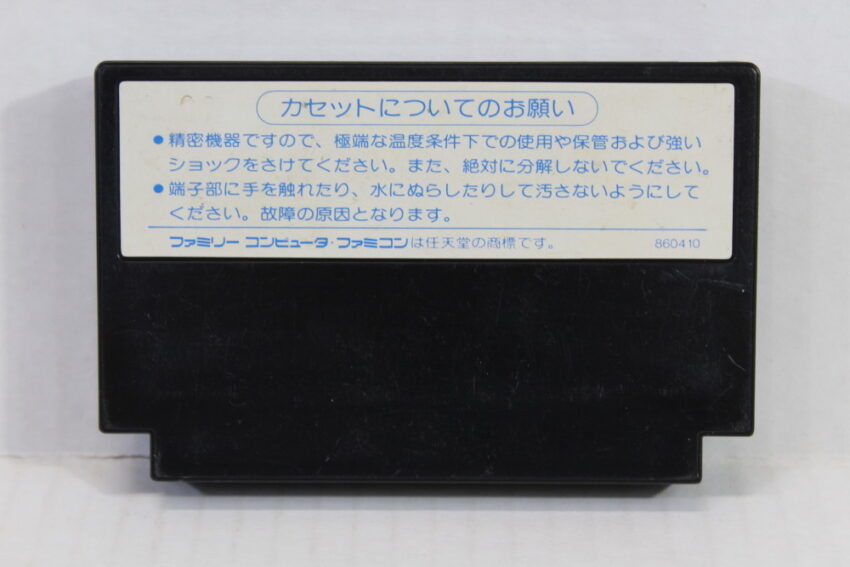 カセットについてのお願い
●精密機器ですので、極端な温度条件下での使用や保管および強い
ショックをさけてください。また、絶対に分解しないでください。
●端子部に手を触れたり、水にぬらしたりして汚さないようにして
ください。故障の原因となります。
ファミリー コンピュータ・ファミコンは任天堂の商標です。 860410